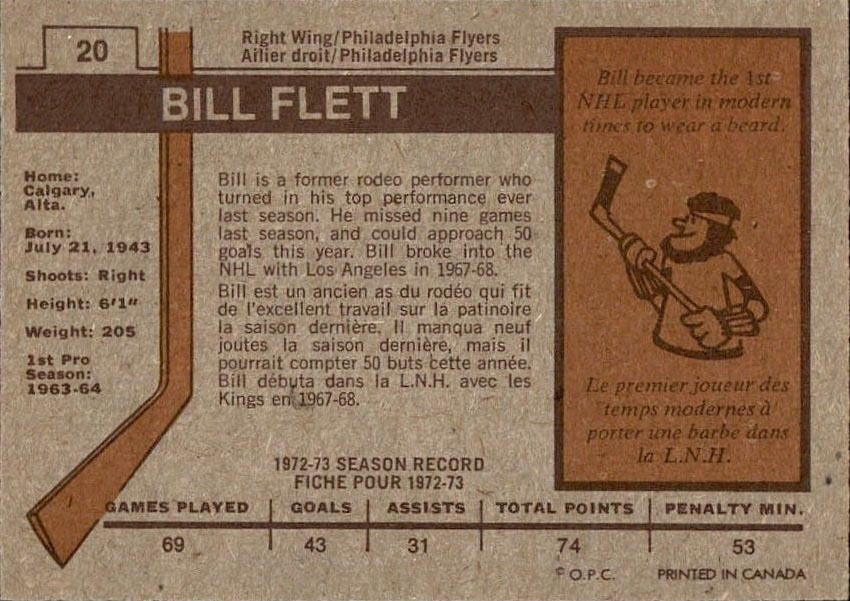 20
Right Wing/Philadelphia Flyers
Ailier droit/Philadelphia Flyers
BILL FLETT
Home:
Calgary,
Alta.
Born:
July 21, 1943
Shoots: Right
Height: 6'1"
Weight: 205
1st Pro
Season:
1963-64
Bill is a former rodeo performer who
turned in his top performance ever
last season. He missed nine games
last season, and could approach 50
goals this year. Bill broke into the
NHL with Los Angeles in 1967-68.
Bill est un ancien as du rodéo qui fit
de l'excellent travail sur la patinoire
la saison dernière. Il manqua neuf
joutes la saison dernière, mais il
pourrait compter 50 buts cette année.
Bill débuta dans la L.N.H. avec les
Kings en 1967-68.
Bill became the 1st
NHL player in modern
times to wear a beard.
Le premier joueur des
temps modernes à
porter une barbe dans
la L.N.H.
1972-73 SEASON RECORD
FICHE POUR 1972-73
GAMES PLAYED GOALS ASSISTS TOTAL POINTS PENALTY MIN.
69 43 31 74 53
© O.P.C. PRINTED IN CANADA